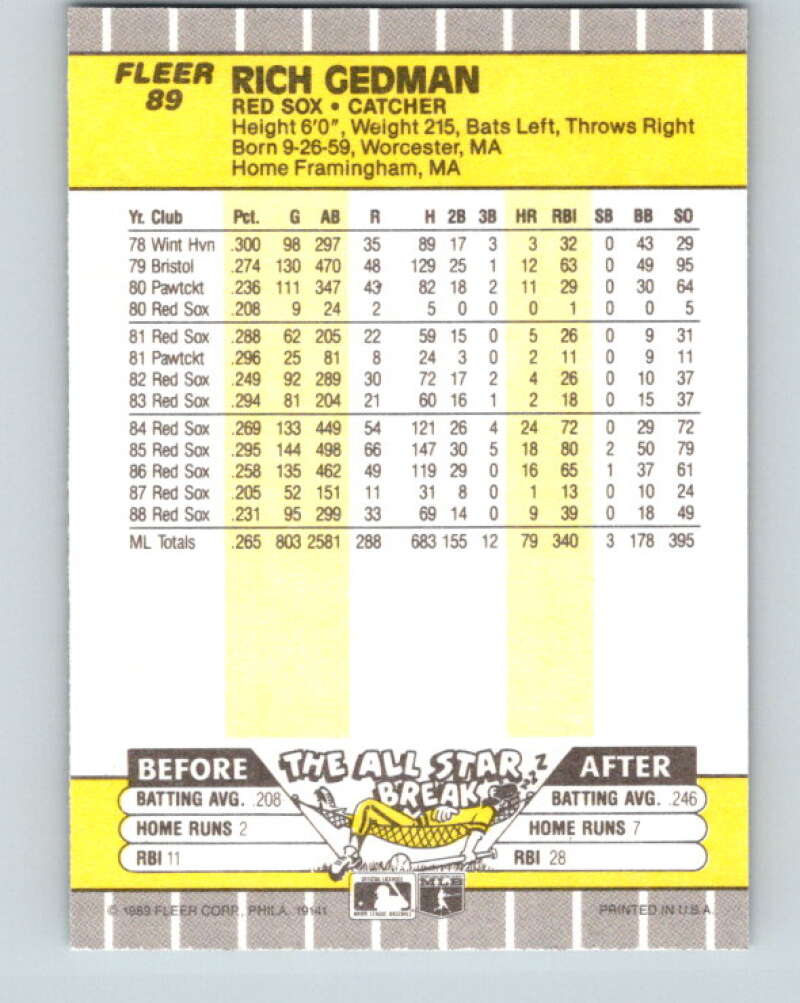 FLEER
89
RICH GEDMAN
RED SOX • CATCHER
Height 6'0", Weight 215, Bats Left, Throws Right
Born 9-26-59, Worcester, MA
Home Framingham, MA
Yr. Club Pct. G AB R H 2B 3B HR RBI SB BB SO
78 Wint Hvn .300 98 297 35 89 17 3 3 32 0 43 29
79 Bristol .274 130 470 48 129 25 1 12 63 0 49 95
80 Pawtckt .236 111 347 43 82 18 2 11 29 0 30 64
80 Red Sox .208 9 24 2 5 0 0 0 1 0 0 5
81 Red Sox .288 62 205 22 59 15 0 5 26 0 9 31
81 Pawtckt .296 25 81 8 24 3 0 2 11 0 9 11
82 Red Sox .249 92 289 30 72 17 2 4 26 0 10 37
83 Red Sox .294 81 204 21 60 16 1 2 18 0 15 37
84 Red Sox .269 133 449 54 121 26 4 24 72 0 29 72
85 Red Sox .295 144 498 66 147 30 5 18 80 2 50 79
86 Red Sox .258 135 462 49 119 29 0 16 65 1 37 61
87 Red Sox .205 52 151 11 31 8 0 1 13 0 10 24
88 Red Sox .231 95 299 33 69 14 0 9 39 0 18 49
ML Totals .265 803 2581 288 683 155 12 79 340 3 178 395
BEFORE THE ALL STAR BREAK ZZZ AFTER
BATTING AVG. .208 BATTING AVG. .246
HOME RUNS 2 HOME RUNS 7
RBI 11 RBI 28
OFFICIAL LICENSEE
MAJOR LEAGUE BASEBALL
MLB
© 1989 FLEER CORP., PHILA. 19141 PRINTED IN U.S.A.